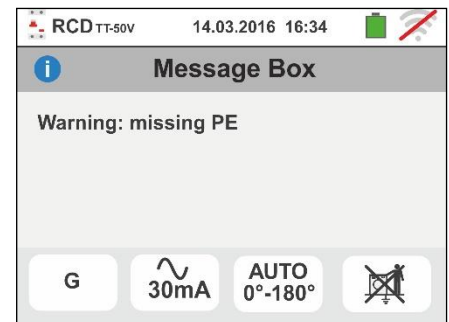 RCD TT-50V 14.03.2016 16:34
i Message Box
Warning: missing PE
G 30mA AUTO
0°-180°